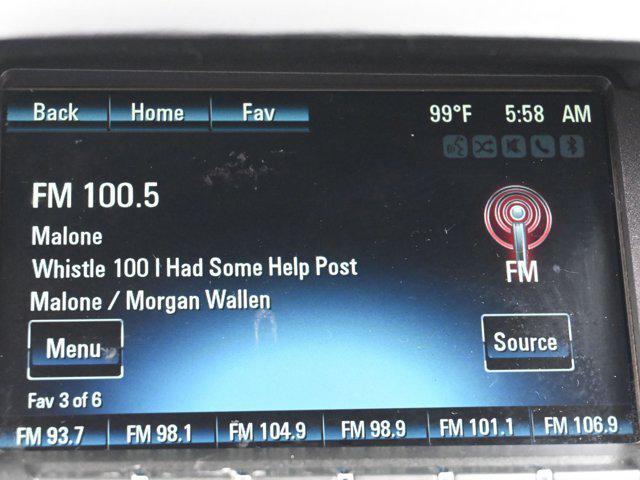 Back Home Fav 99°F 5:58 AM
FM 100.5
Malone
Whistle 100 I Had Some Help Post
Malone / Morgan Wallen
FM
Menu Source
Fav 3 of 6
FM 93.7 FM 98.1 FM 104.9 FM 98.9 FM 101.1 FM 106.9